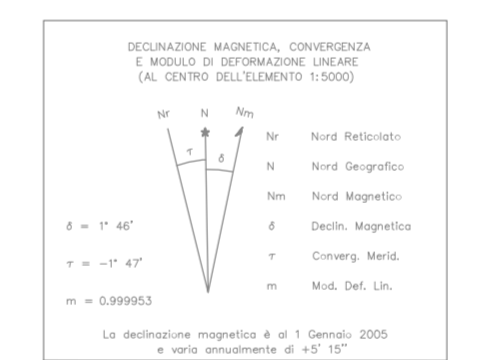 DECLINAZIONE MAGNETICA, CONVERGENZA
E MODULO DI DEFORMAZIONE LINEARE
(AL CENTRO DELL'ELEMENTO 1:5000)
Nr N Nm
τ δ
Nr Nord Reticolato
N Nord Geografico
Nm Nord Magnetico
δ Declin. Magnetica
τ Converg. Merid.
m Mod. Def. Lin.
δ = 1° 46'
τ = -1° 47'
m = 0.999953
La declinazione magnetica è al 1 Gennaio 2005
e varia annualmente di +5' 15"